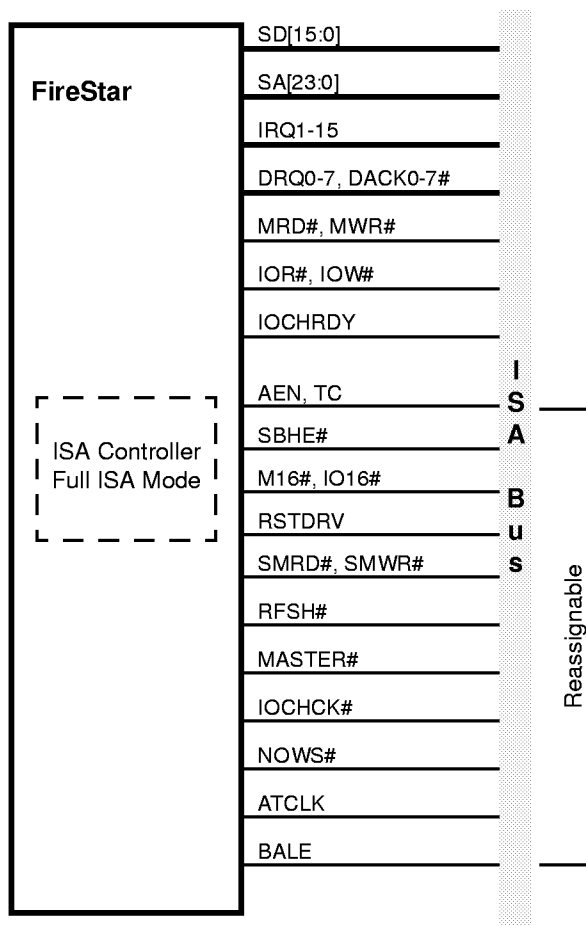 FireStar
SD[15:0]
SA[23:0]
IRQ1-15
DRQ0-7, DACK0-7#
MRD#, MWR#
IOR#, IOW#
IOCHRDY
AEN, TC
SBHE#
M16#, IO16#
RSTDRV
SMRD#, SMWR#
RFSH#
MASTER#
IOCHCK#
NOWS#
ATCLK
BALE
ISA Controller
Full ISA Mode
ISA Bus
Reassignable